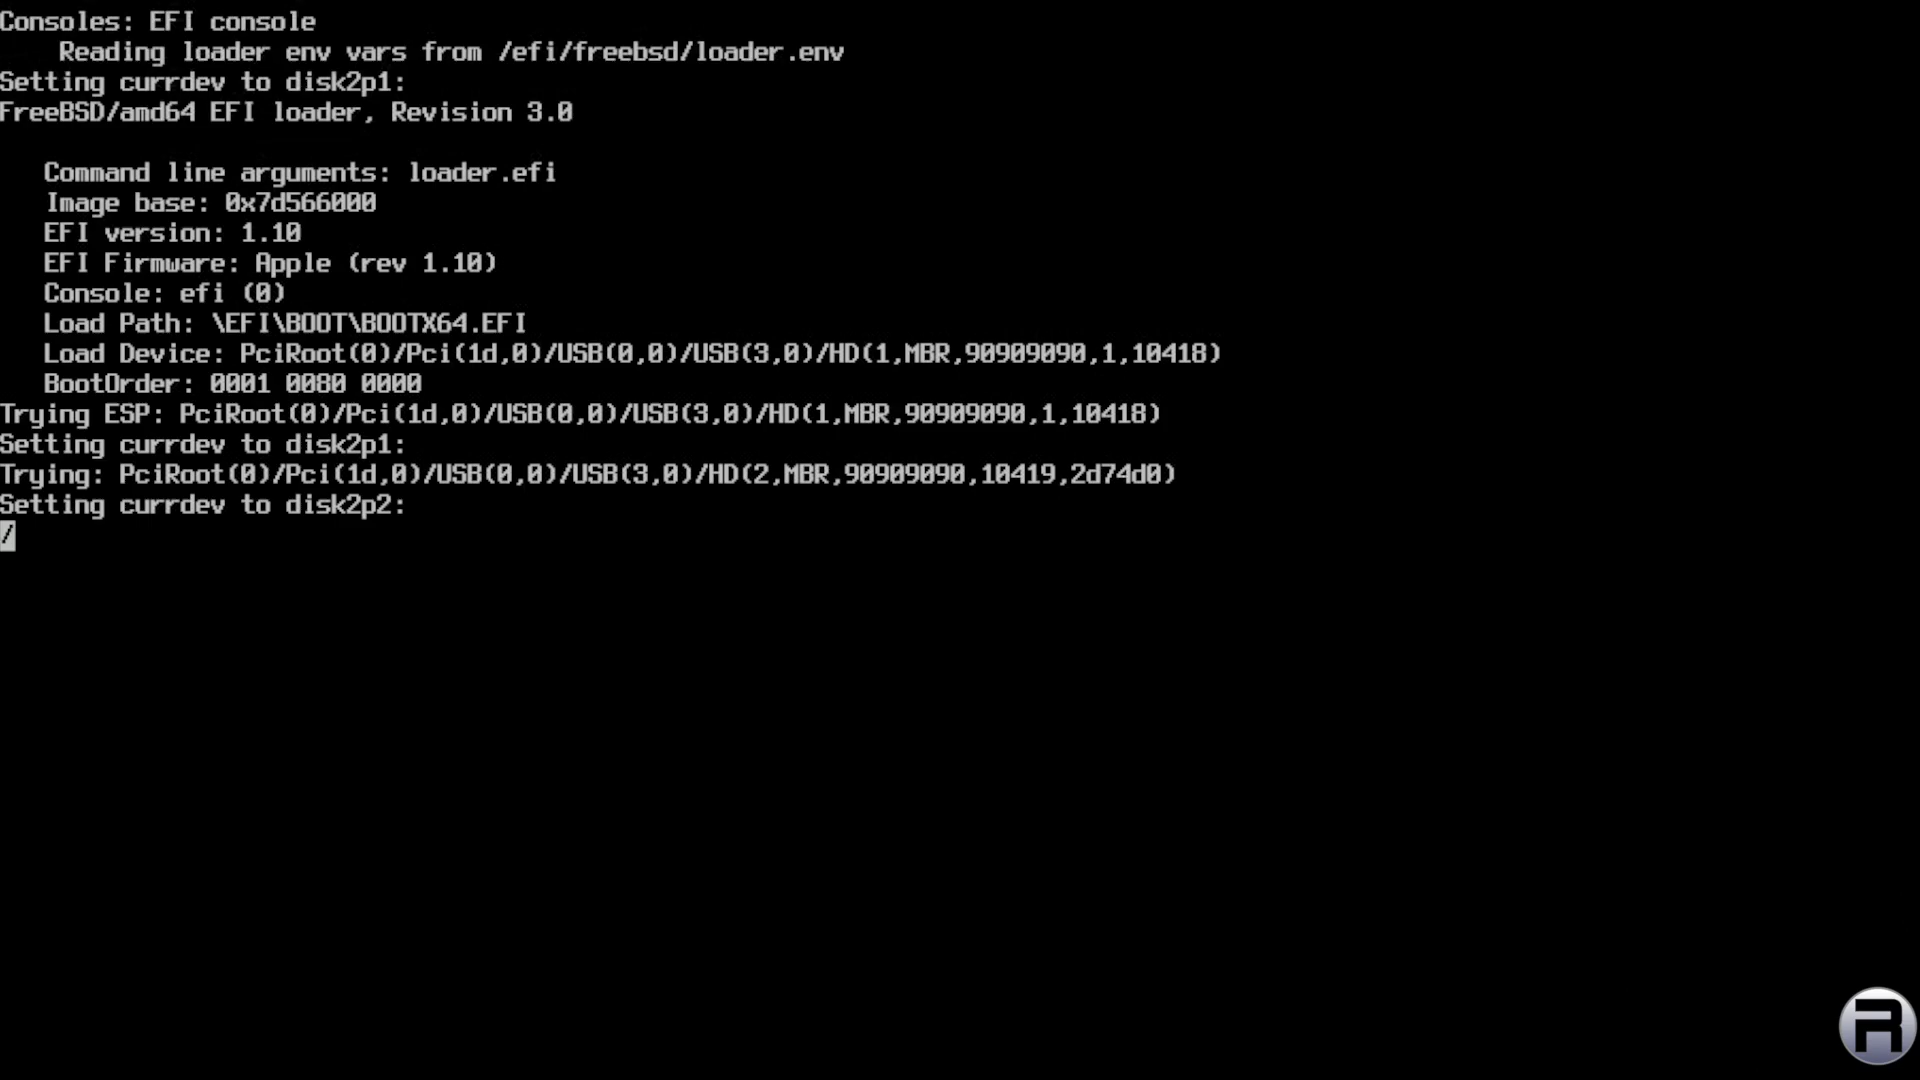 Consoles: EFI console
Reading loader env vars from /efi/freebsd/loader.env
Setting currdev to disk2p1:
FreeBSD/amd64 EFI loader, Revision 3.0
Command line arguments: loader.efi
Image base: 0x7d566000
EFI version: 1.10
EFI Firmware: Apple (rev 1.10)
Console: efi (0)
Load Path: \EFI\BOOT\BOOTX64.EFI
Load Device: PciRoot(0)/Pci(1d,0)/USB(0,0)/USB(3,0)/HD(1,MBR,90909090,1,10418)
BootOrder: 0001 0080 0000
Trying ESP: PciRoot(0)/Pci(1d,0)/USB(0,0)/USB(3,0)/HD(1,MBR,90909090,1,10418)
Setting currdev to disk2p1:
Trying: PciRoot(0)/Pci(1d,0)/USB(0,0)/USB(3,0)/HD(2,MBR,90909090,10419,2d74d0)
Setting currdev to disk2p2:
/
R